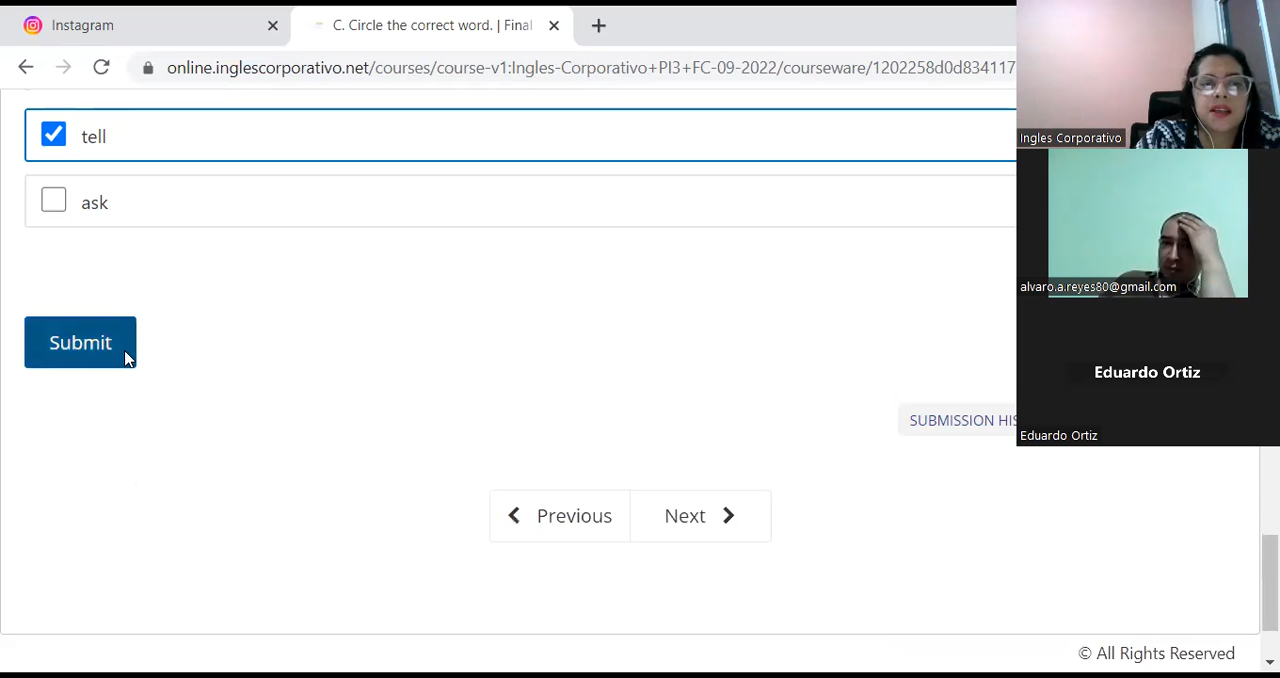 Instagram
C. Circle the correct word. | Final
online.inglescorporativo.net/courses/course-v1:Ingles-Corporativo+PI3+FC-09-2022/courseware/1202258d0d834117
tell
ask
Submit
SUBMISSION HIS
Previous
Next
© All Rights Reserved
Ingles Corporativo
alvaro.a.reyes80@gmail.com
Eduardo Ortiz
Eduardo Ortiz